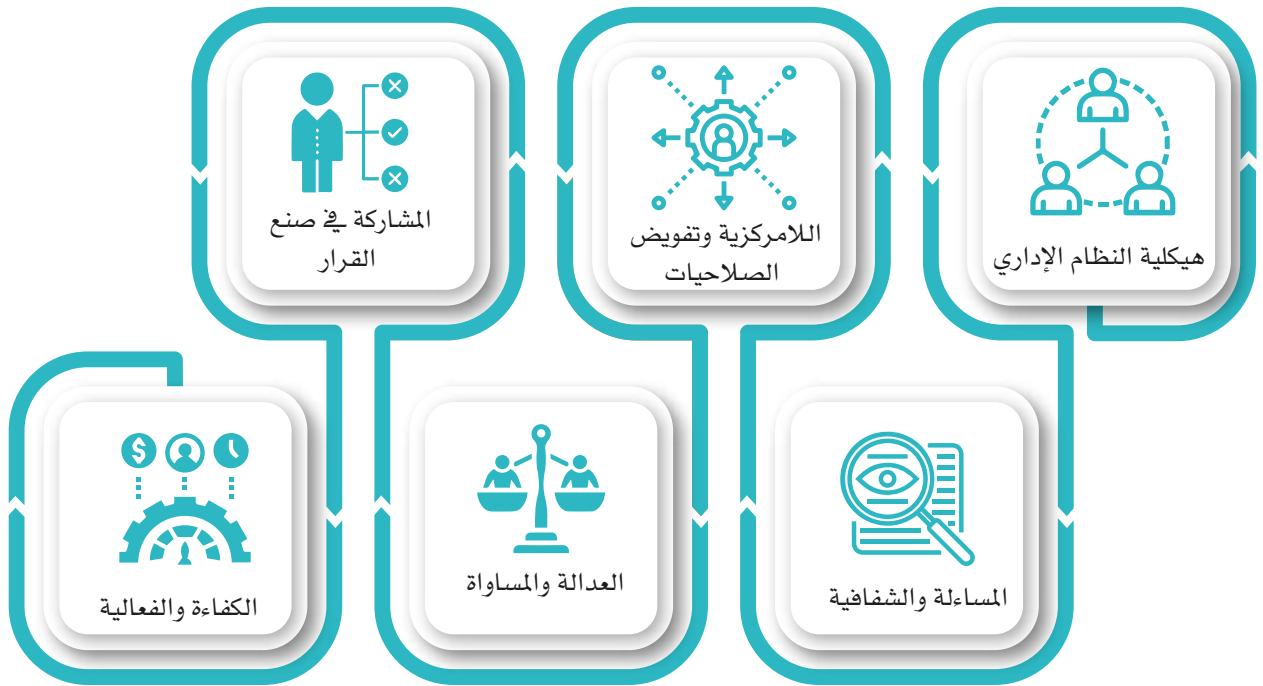 هيكلية النظام الإداري
اللامركزية وتفويض
الصلاحيات
المشاركة في صنع
القرار
المساءلة والشفافية
العدالة والمساواة
الكفاءة والفعالية